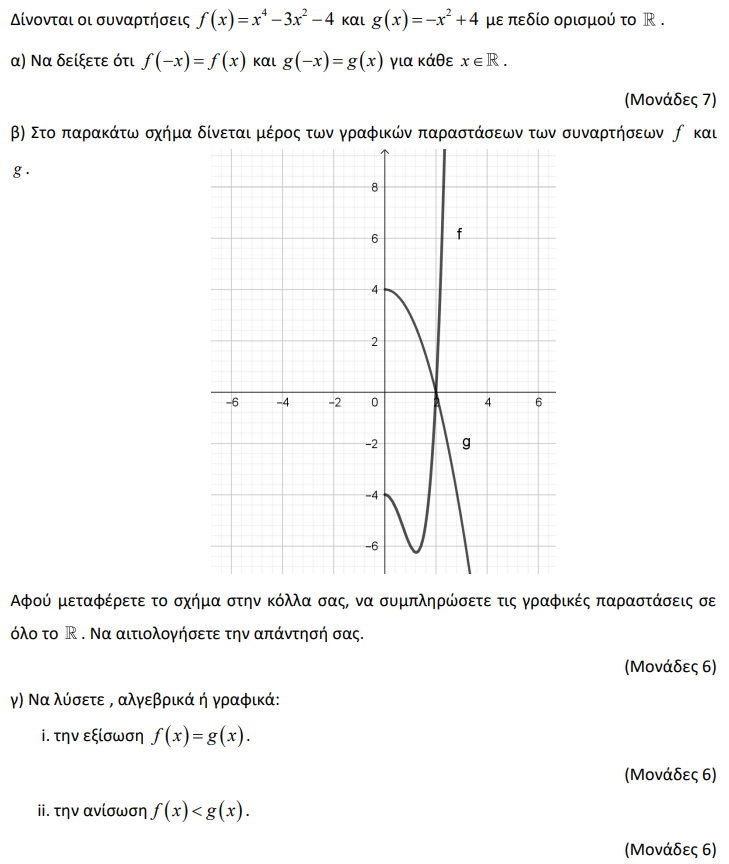 Δίνονται οι συναρτήσεις f(x)=x⁴−3x²−4 και g(x)=−x²+4 με πεδίο ορισμού το ℝ.
α) Να δείξετε ότι f(−x)=f(x) και g(−x)=g(x) για κάθε x∈ℝ.
(Μονάδες 7)
β) Στο παρακάτω σχήμα δίνεται μέρος των γραφικών παραστάσεων των συναρτήσεων f και
g.
8
6
f
4
2
−6 −4 −2 0 2 4 6
−2
g
−4
−6
Αφού μεταφέρετε το σχήμα στην κόλλα σας, να συμπληρώσετε τις γραφικές παραστάσεις σε
όλο το ℝ. Να αιτιολογήσετε την απάντησή σας.
(Μονάδες 6)
γ) Να λύσετε , αλγεβρικά ή γραφικά:
i. την εξίσωση f(x)=g(x).
(Μονάδες 6)
ii. την ανίσωση f(x)<g(x).
(Μονάδες 6)